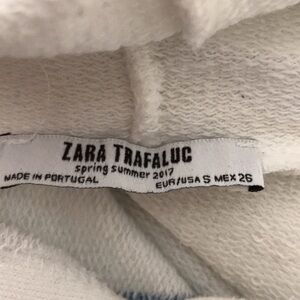 ZARA TRAFALUC
spring summer 2017
MADE IN PORTUGAL EUR/USA S MEX 26